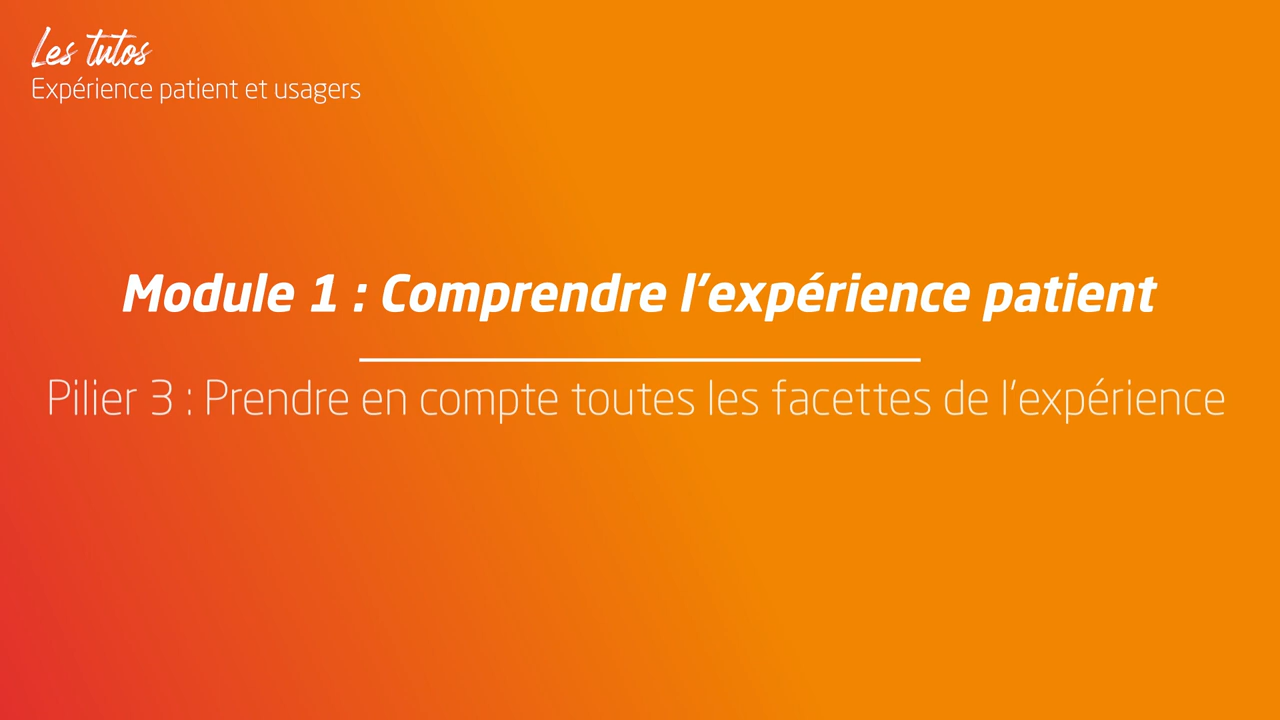 Les tutos
Expérience patient et usagers
Module 1 : Comprendre l’expérience patient
Pilier 3 : Prendre en compte toutes les facettes de l’expérience